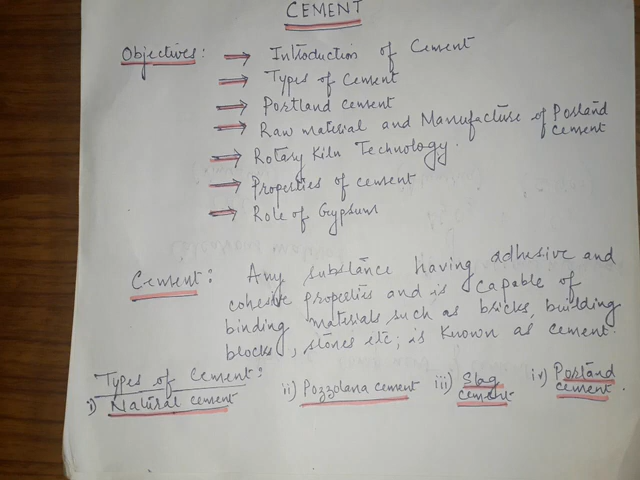 CEMENT
Objectives: → Introduction of Cement
→ Types of Cement
→ Portland cement
→ Raw material and Manufacture of Portland cement
→ Rotary Kiln Technology.
→ Properties of cement
→ Role of Gypsum
Cement: Any substance having adhesive and
cohesive properties and is capable of
binding materials such as bricks, building
blocks, stones etc; is known as cement.
Types of Cement:
i) Natural cement ii) Pozzolana cement iii) Slag cement iv) Portland cement.